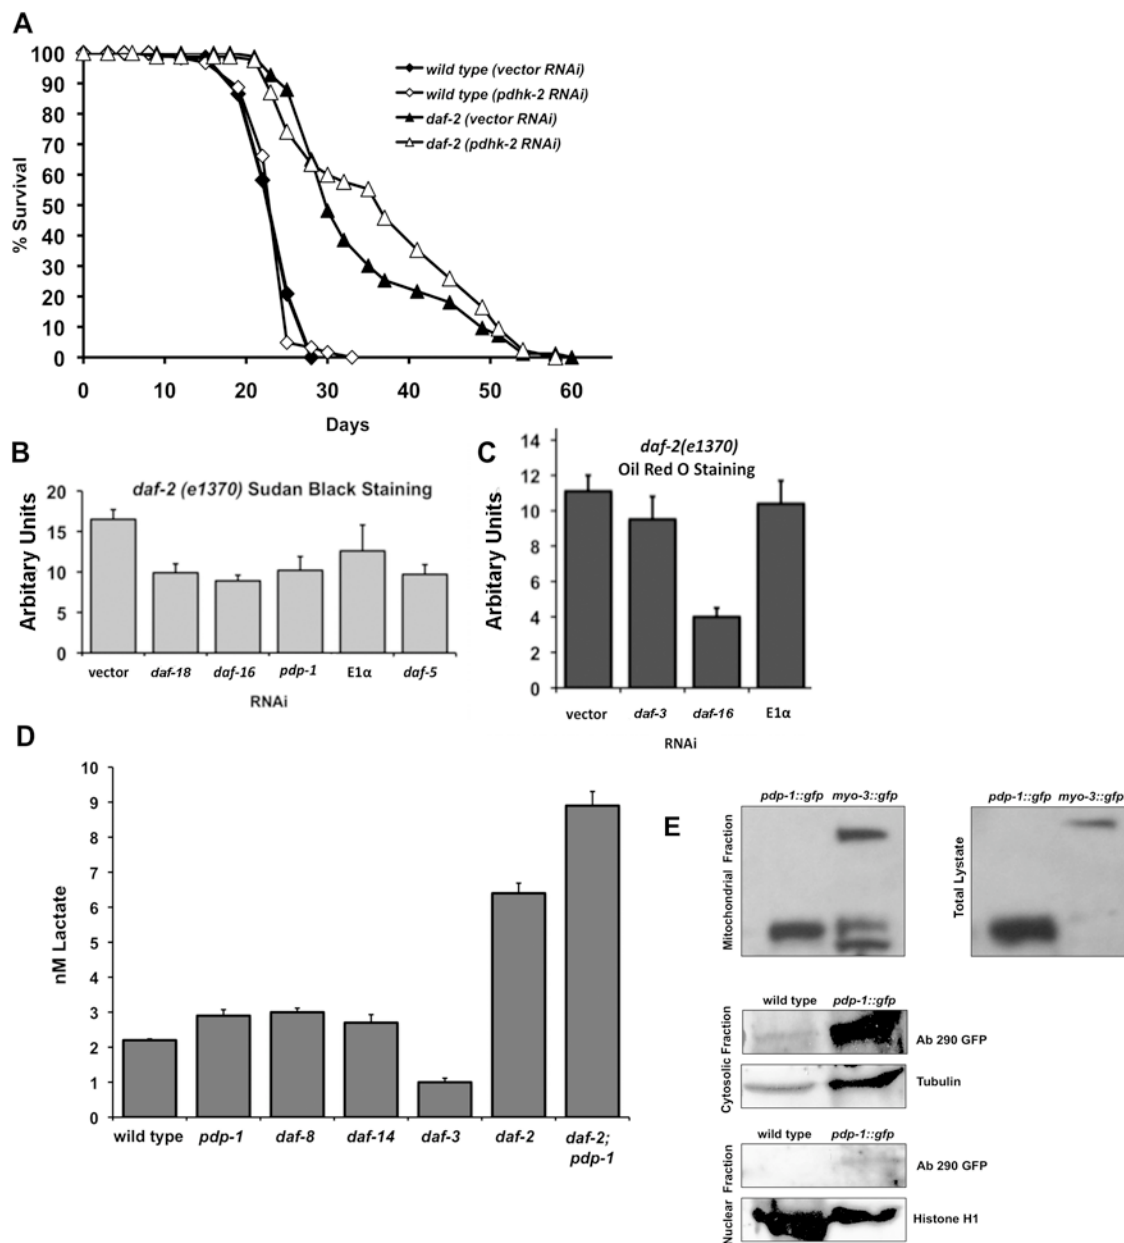 A
100
90
80
70
60
50
40
30
20
10
0
% Survival
0 10 20 30 40 50 60
Days
wild type (vector RNAi)
wild type (pdhk-2 RNAi)
daf-2 (vector RNAi)
daf-2 (pdhk-2 RNAi)
B
daf-2 (e1370) Sudan Black Staining
Arbitary Units
20
15
10
5
0
vector daf-18 daf-16 pdp-1 E1α daf-5
RNAi
C
daf-2(e1370)
Oil Red O Staining
Arbitary Units
14
12
10
8
6
4
2
0
vector daf-3 daf-16 E1α
RNAi
D
nM Lactate
10
9
8
7
6
5
4
3
2
1
0
wild type pdp-1 daf-8 daf-14 daf-3 daf-2 daf-2;
pdp-1
E
pdp-1::gfp myo-3::gfp
Mitochondrial Fraction
pdp-1::gfp myo-3::gfp
Total Lystate
wild type pdp-1::gfp
Cytosolic Fraction
Ab 290 GFP
Tubulin
wild type pdp-1::gfp
Nuclear Fraction
Ab 290 GFP
Histone H1